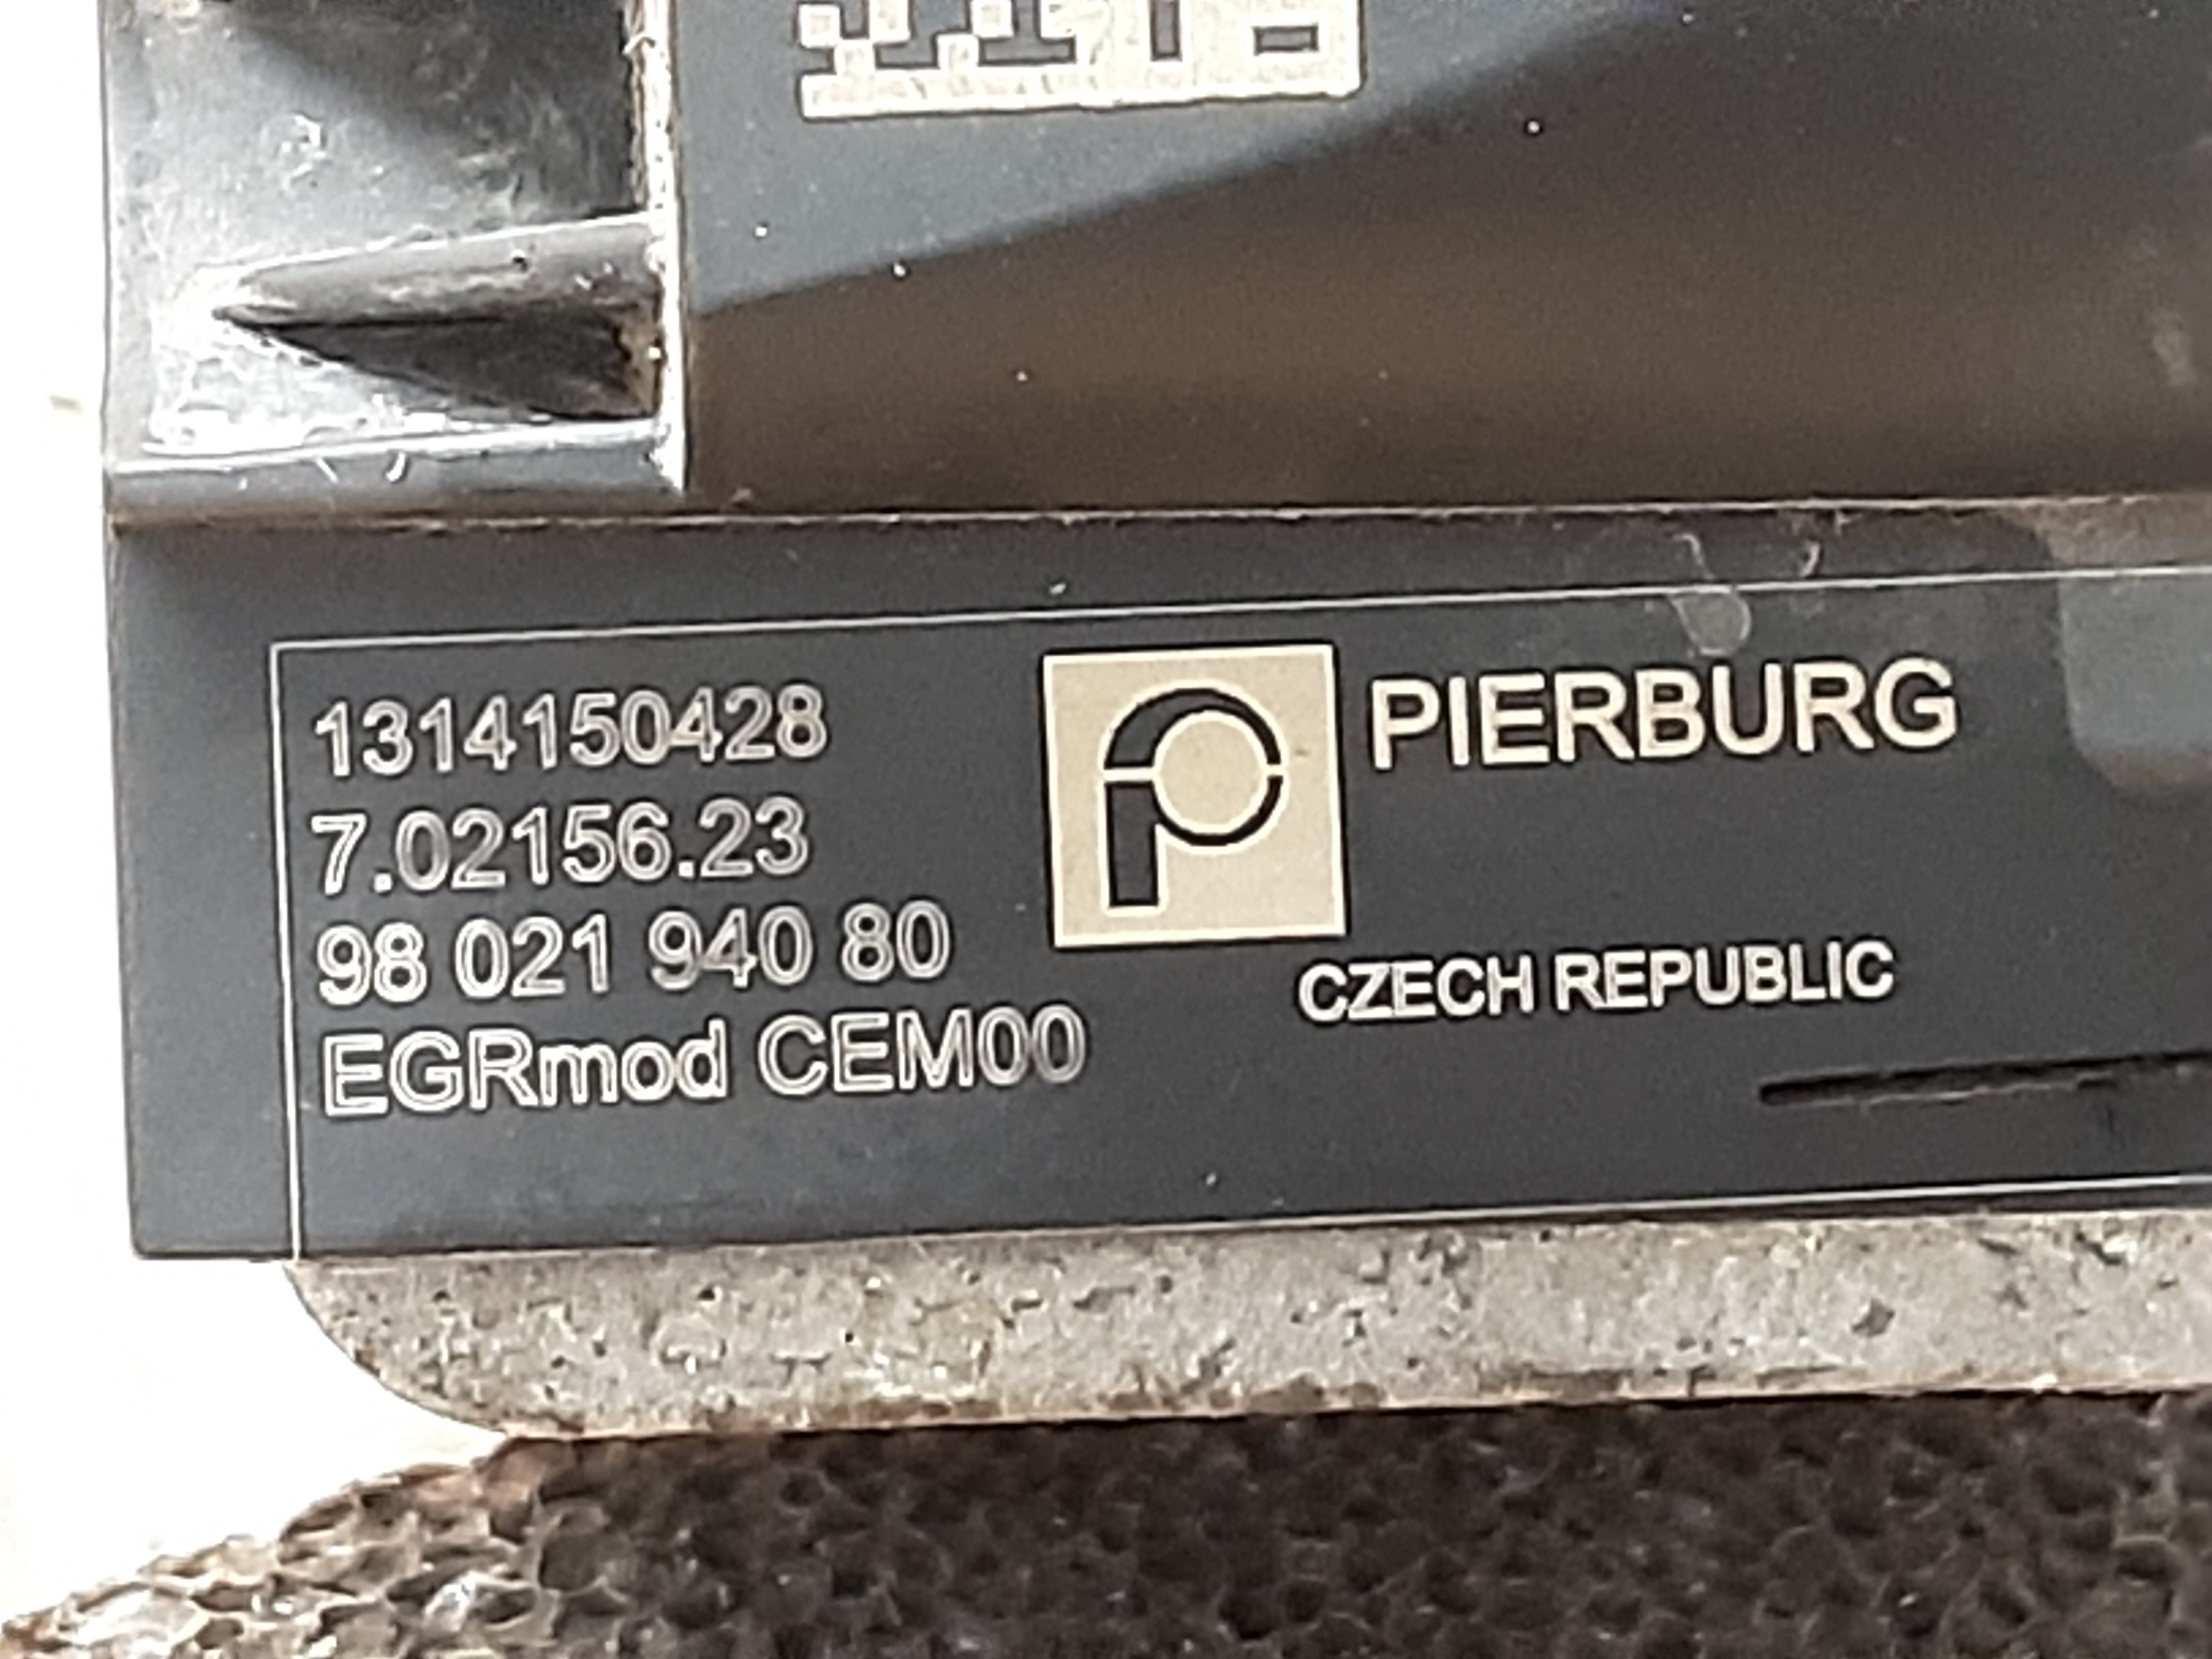 1314150428
7.02156.23
98 021 940 80
EGRmod CEM00
PIERBURG
CZECH REPUBLIC